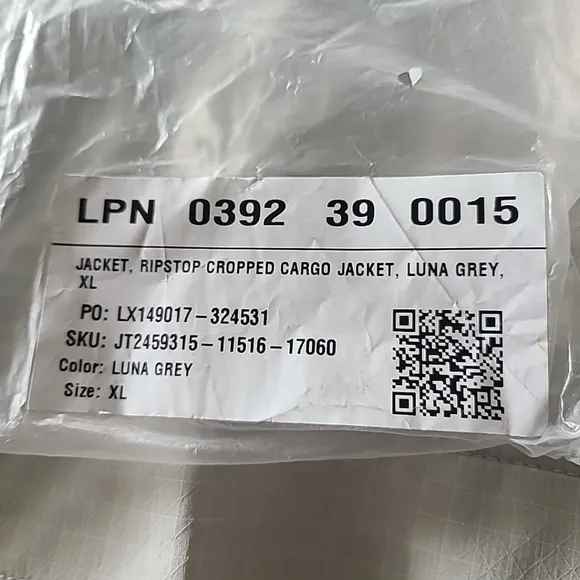 LPN 0392 39 0015
JACKET, RIPSTOP CROPPED CARGO JACKET, LUNA GREY,
XL
PO: LX149017-324531
SKU: JT2459315-11516-17060
Color: LUNA GREY
Size: XL